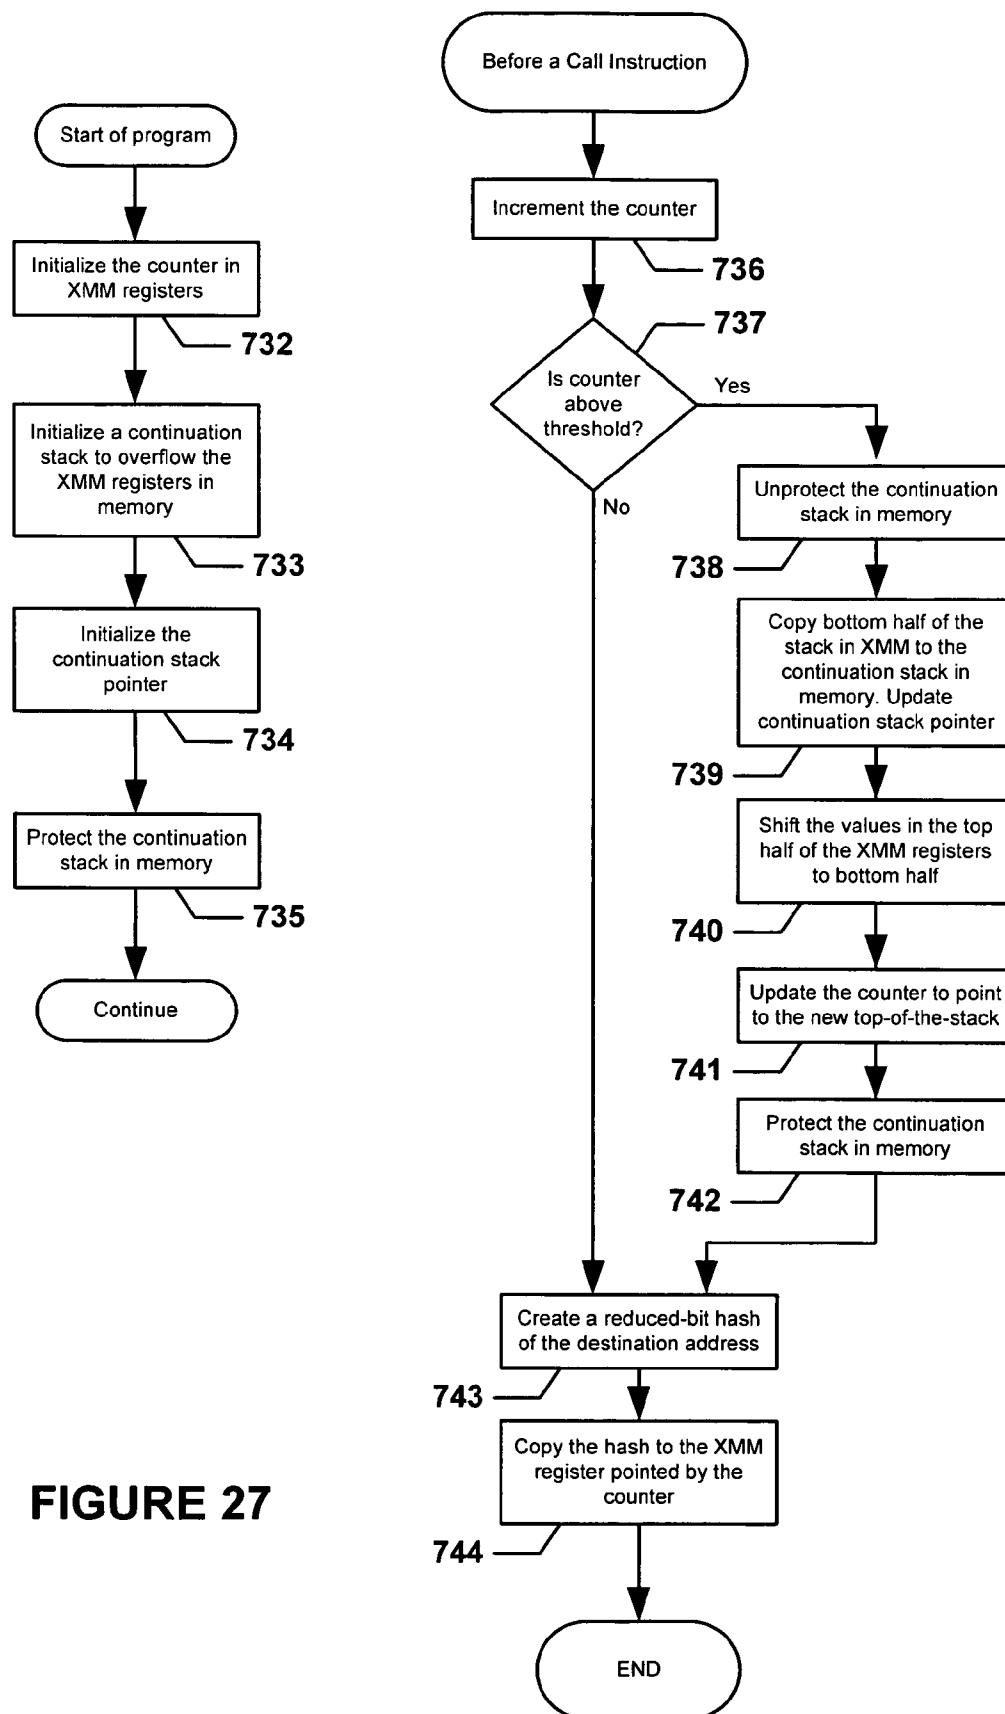 Start of program
Initialize the counter in
XMM registers
732
Initialize a continuation
stack to overflow the
XMM registers in
memory
733
Initialize the
continuation stack
pointer
734
Protect the continuation
stack in memory
735
Continue
Before a Call Instruction
Increment the counter
736
737
Is counter
above
threshold?
Yes
No
Unprotect the continuation
stack in memory
738
Copy bottom half of the
stack in XMM to the
continuation stack in
memory. Update
continuation stack pointer
739
Shift the values in the top
half of the XMM registers
to bottom half
740
Update the counter to point
to the new top-of-the-stack
741
Protect the continuation
stack in memory
742
Create a reduced-bit hash
of the destination address
743
Copy the hash to the XMM
register pointed by the
counter
744
END
FIGURE 27